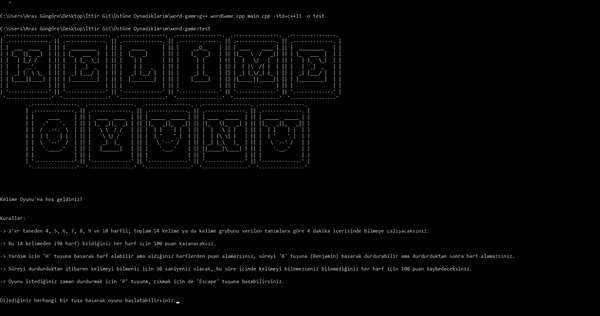 C:\Users\Aras Güngöre\Desktop\İttir Git\Üstüne Oynadıklarım\word-game>g++ wordGame.cpp main.cpp -std=c++11 -o test
C:\Users\Aras Güngöre\Desktop\İttir Git\Üstüne Oynadıklarım\word-game>test
KELİME
OYUNU
Kelime Oyunu'na hoş geldiniz!
Kurallar:
-> 2'er taneden 4, 5, 6, 7, 8, 9 ve 10 harfli; toplam 14 kelime ya da kelime grubunu verilen tanımlara göre 4 dakika icerisinde bilmeye çalışacaksınız.
-> Bu 14 kelimeden (98 harf) bildiğiniz her harf için 100 puan kazanacaksız.
-> Yardım için 'H' tuşuna basarak harf alabilir ama aldığınız harflerden puan alamazsınız, süreyi 'B' tuşuna (Benjamin) basarak durdurabilir ama durdurduktan sonra harf alamazsınız.
-> Süreyi durdurduktan itibaren kelimeyi bilmeniz için 30 saniyeniz olacak, bu süre içinde kelimeyi bilemezseniz bilemediğiniz her harf için 100 puan kaybedeceksiniz.
-> Oyunu istediğiniz zaman durdurmak için 'P' tuşuna, çıkmak için de 'Escape' tuşuna basabilirsiniz.
Dilediğiniz herhangi bir tuşa basarak oyunu başlatabilirsiniz.